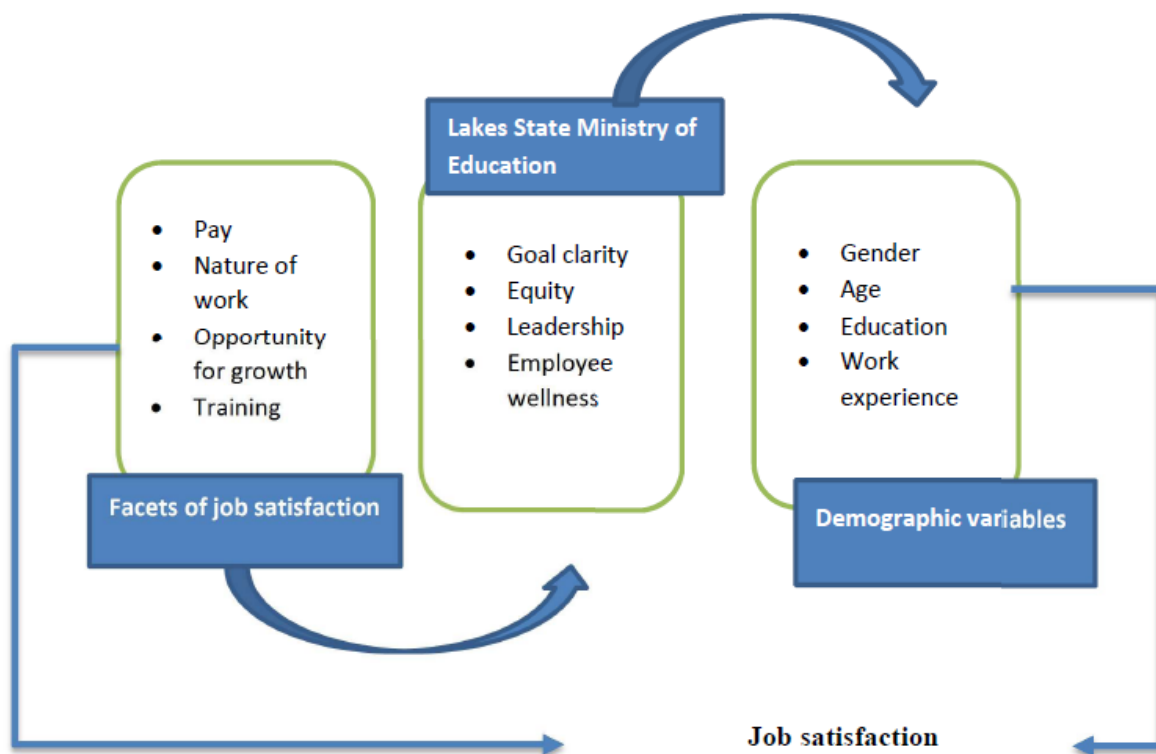 Lakes State Ministry of
Education
• Pay
• Nature of
work
• Opportunity
for growth
• Training
Facets of job satisfaction
• Goal clarity
• Equity
• Leadership
• Employee
wellness
• Gender
• Age
• Education
• Work
experience
Demographic variables
Job satisfaction